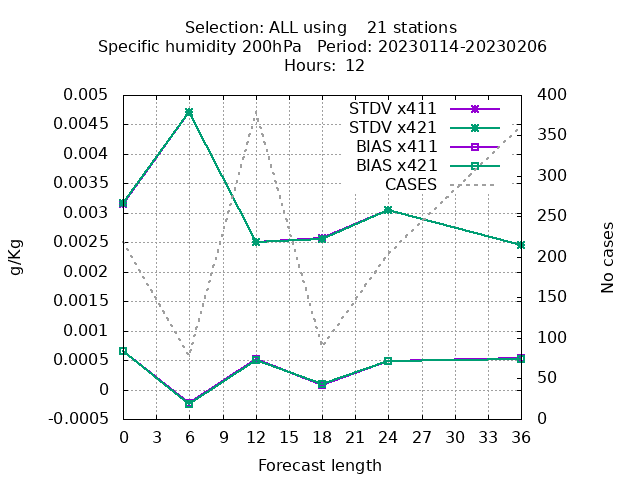 Selection: ALL using    21 stations
Specific humidity 200hPa   Period: 20230114-20230206
Hours: 12
0.005
0.0045
0.004
0.0035
0.003
0.0025
0.002
0.0015
0.001
0.0005
0
-0.0005
g/Kg
STDV x411
STDV x421
BIAS x411
BIAS x421
CASES
400
350
300
250
200
150
100
50
0
No cases
0 3 6 9 12 15 18 21 24 27 30 33 36
Forecast length